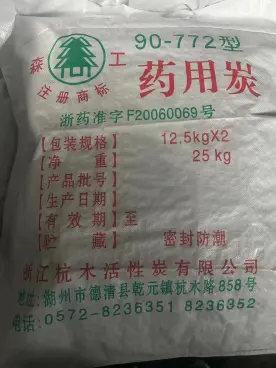 森 工
注册商标
90-772型
药用炭
浙药准字F20060069号
【包装规格】 12.5kgX2
【净 重】 25kg
【产品批号】
【生产日期】
【有效期】至
【贮 藏】 密封防潮
浙江杭木活性炭有限公司
地址:湖州市德清县乾元镇杭木路858号
电话:0572-8236351 8236352